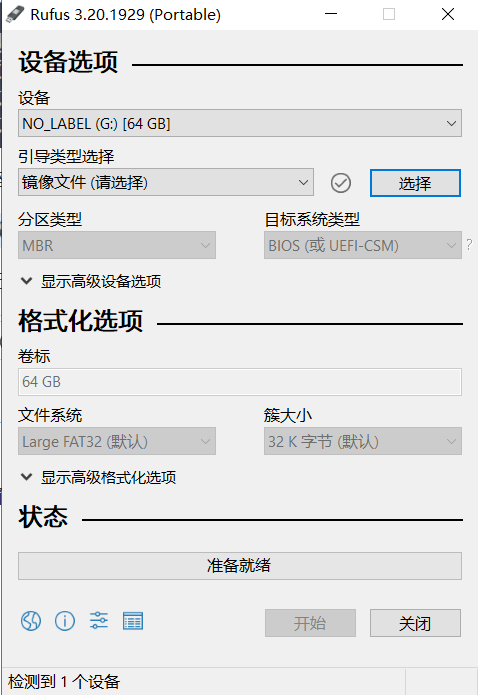 Rufus 3.20.1929 (Portable)
设备选项
设备
NO_LABEL (G:) [64 GB]
引导类型选择
镜像文件 (请选择)
选择
分区类型
目标系统类型
MBR
BIOS (或 UEFI-CSM)
?
显示高级设备选项
格式化选项
卷标
64 GB
文件系统
簇大小
Large FAT32 (默认)
32 K 字节 (默认)
显示高级格式化选项
状态
准备就绪
开始
关闭
检测到 1 个设备